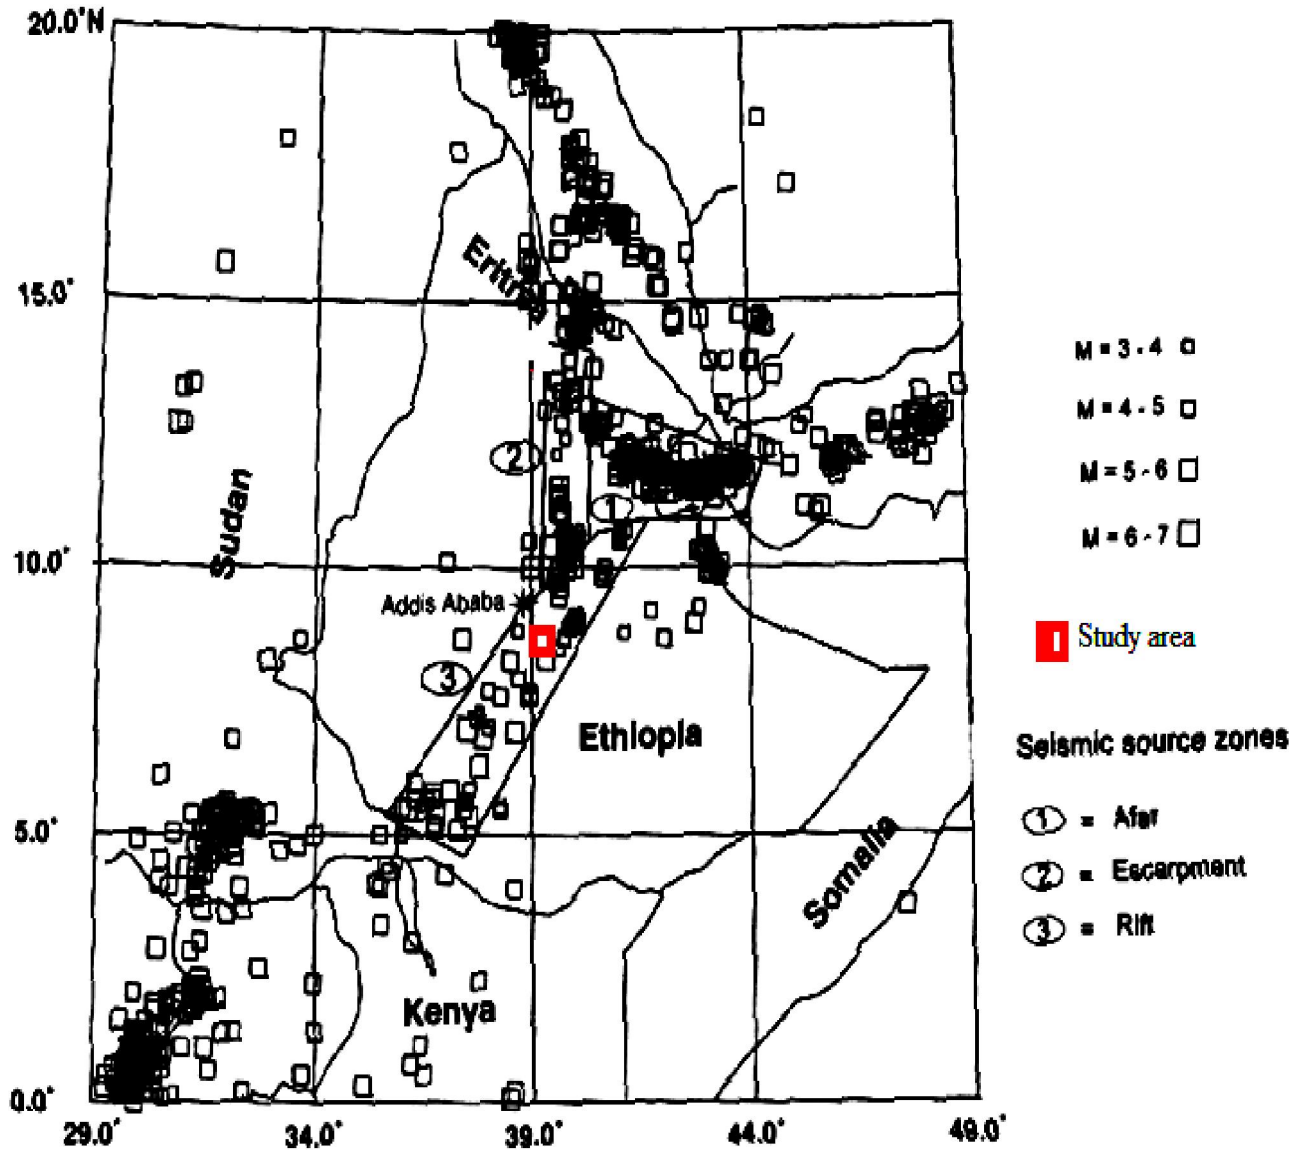 20.0°N
15.0°
10.0°
5.0°
0.0°
29.0°
34.0°
39.0°
44.0°
49.0°
Sudan
Addis Ababa
Ethiopia
Somalia
Kenya
1
2
3
M = 3 - 4
M = 4 - 5
M = 5 - 6
M = 6 - 7
Study area
Seismic source zones
1 = Afar
2 = Escarpment
3 = Rift